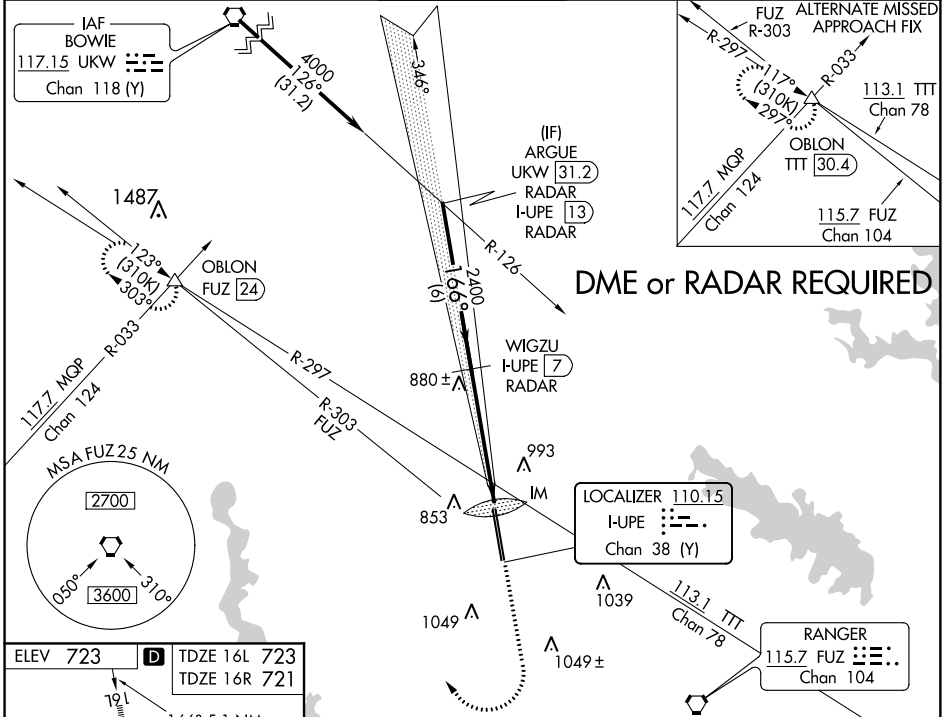 IAF
BOWIE
117.15 UKW
Chan 118 (Y)
4000
126°
(31.2)
346°
(IF)
ARGUE
UKW 31.2
RADAR
I-UPE 13
RADAR
R-126
FUZ
R-303
ALTERNATE MISSED
APPROACH FIX
R-297
117°
(310K)
297°
R-033
113.1 TTT
Chan 78
OBLON
TTT 30.4
117.7 MQP
Chan 124
115.7 FUZ
Chan 104
DME or RADAR REQUIRED
1487
123°
(310K)
303°
OBLON
FUZ 24
R-033
117.7 MQP
Chan 124
R-297
R-303
FUZ
2400
166°
(6)
WIGZU
I-UPE 7
RADAR
880 ±
993
IM
853
LOCALIZER 110.15
I-UPE
Chan 38 (Y)
MSA FUZ 25 NM
2700
050°
310°
3600
1049
1039
1049 ±
113.1 TTT
Chan 78
RANGER
115.7 FUZ
Chan 104
ELEV 723
D
TDZE 16L 723
TDZE 16R 721